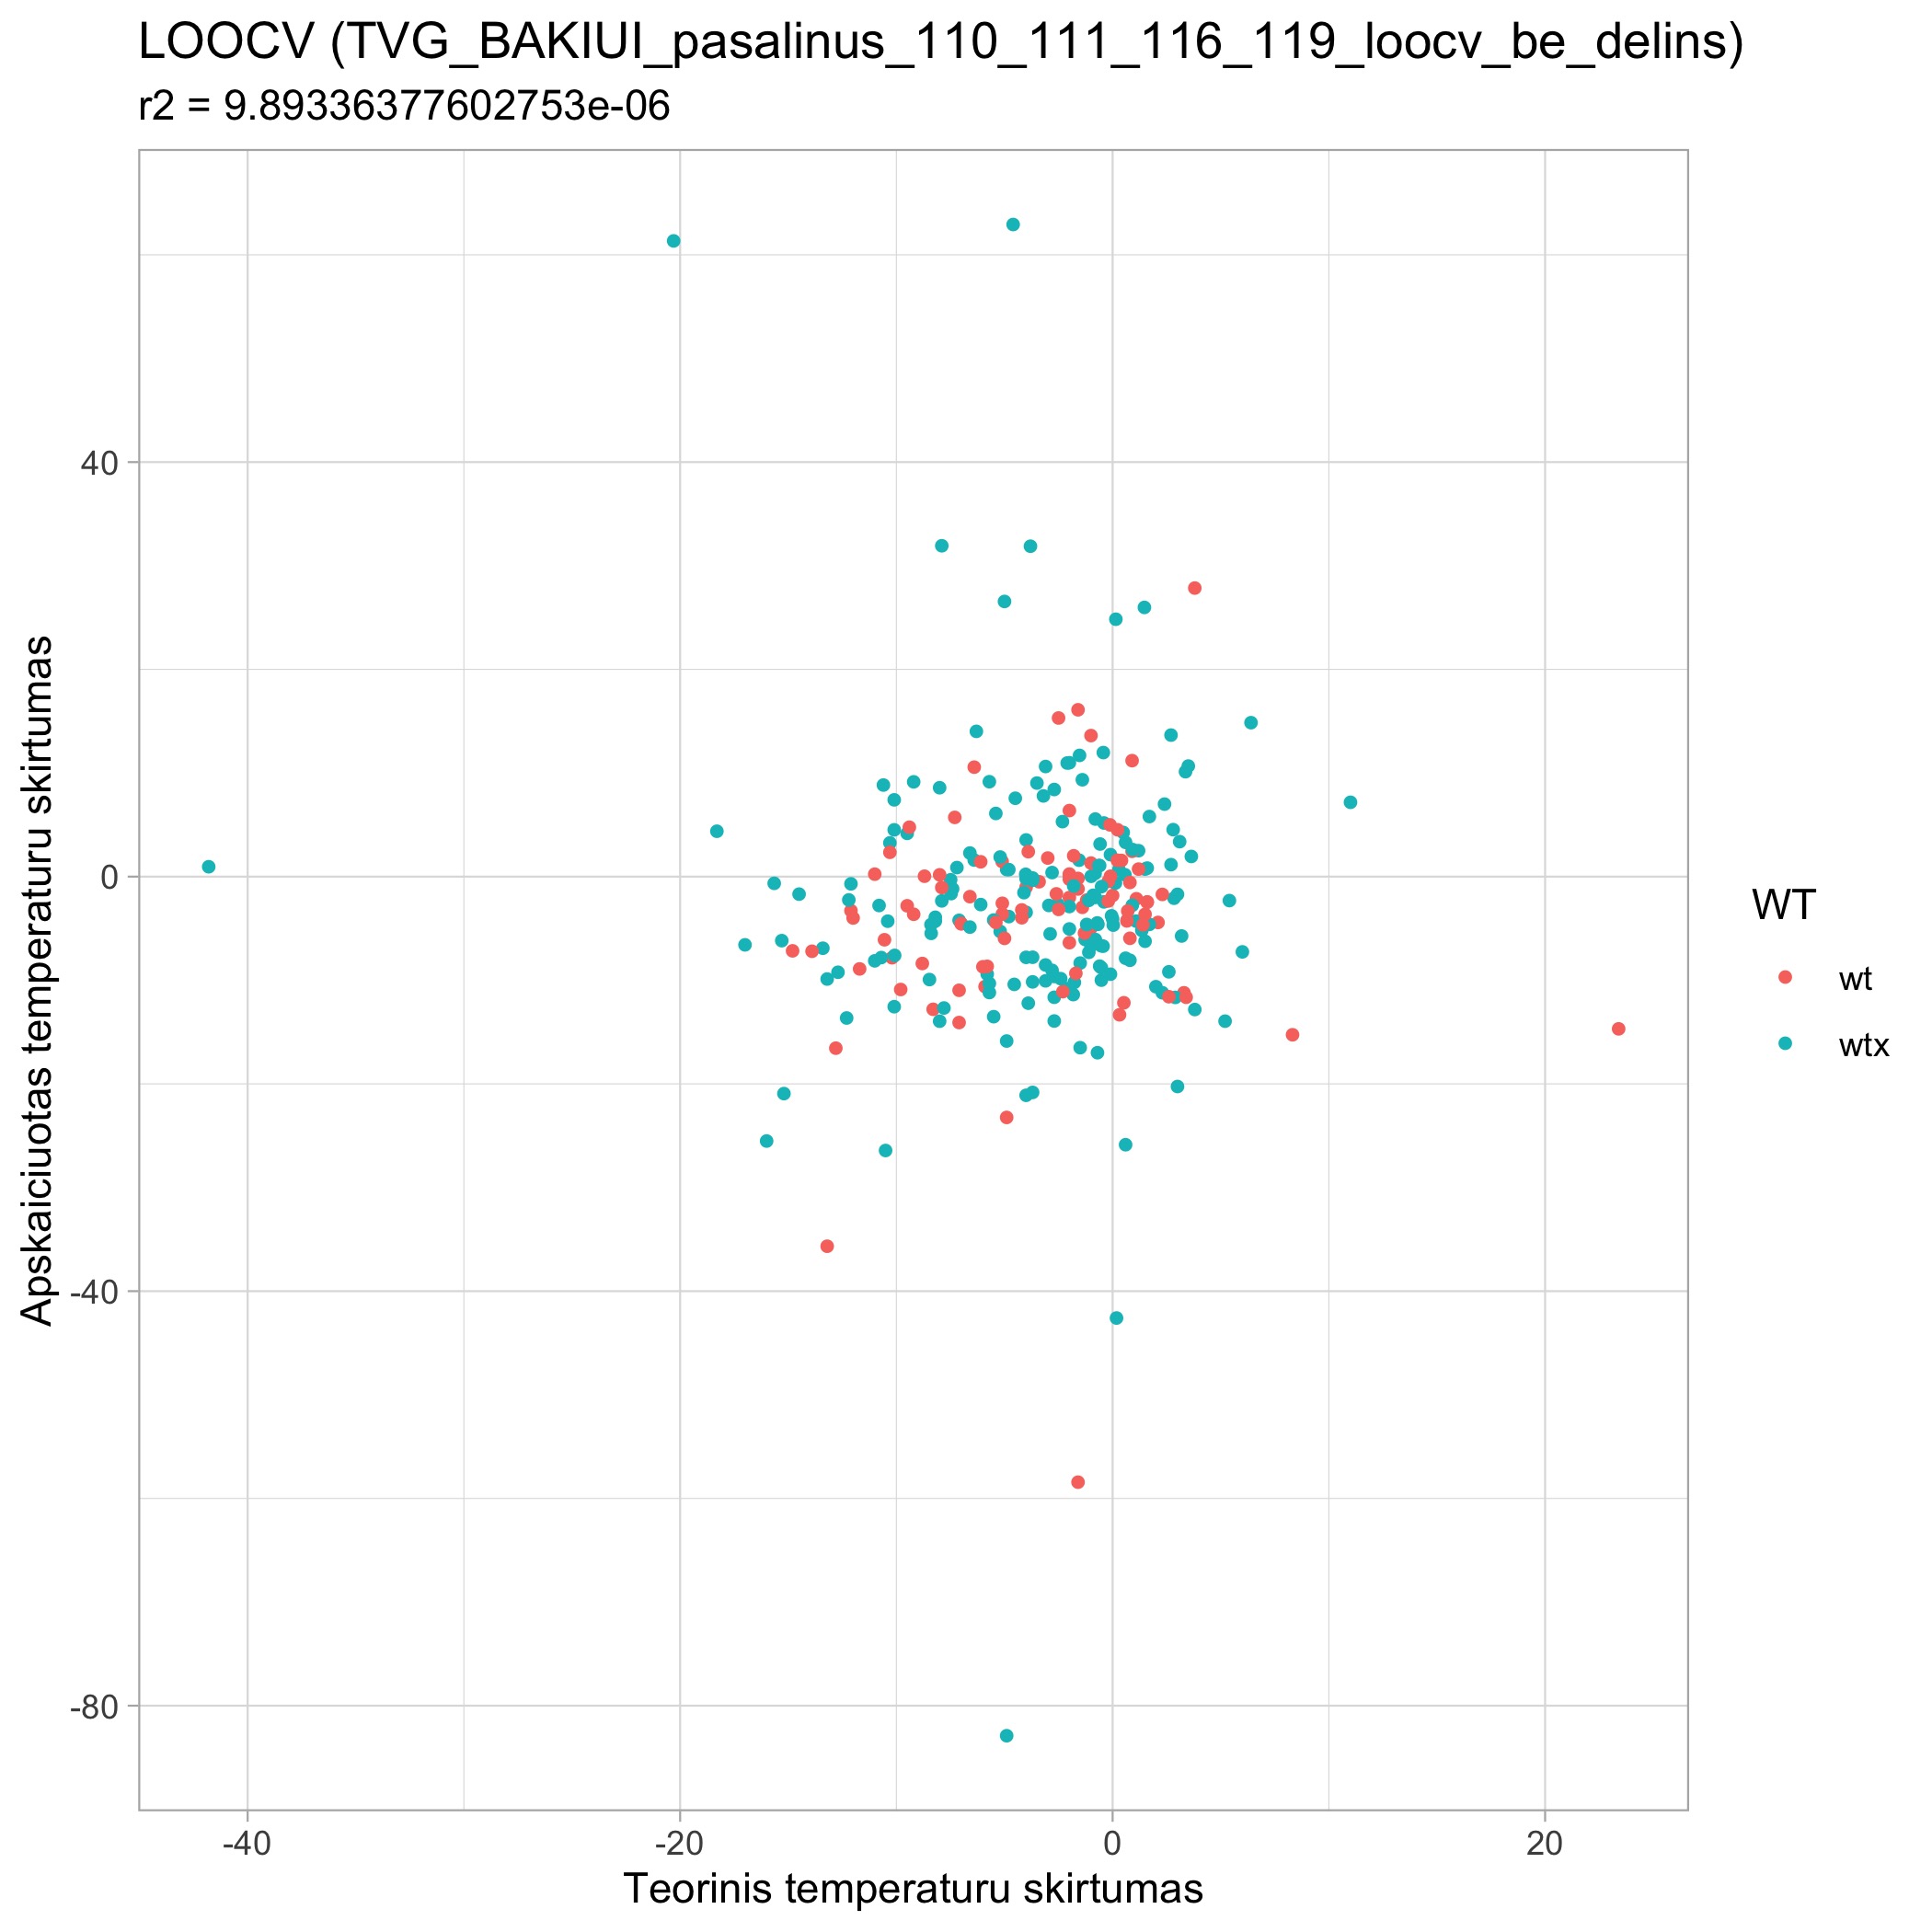 LOOCV (TVG_BAKIUI_pasalinus_110_111_116_119_loocv_be_delins)
r2 = 9.89336377602753e-06
Apskaiciuotas temperaturu skirtumas
40
0
-40
-80
-40
-20
0
20
Teorinis temperaturu skirtumas
WT
wt
wtx